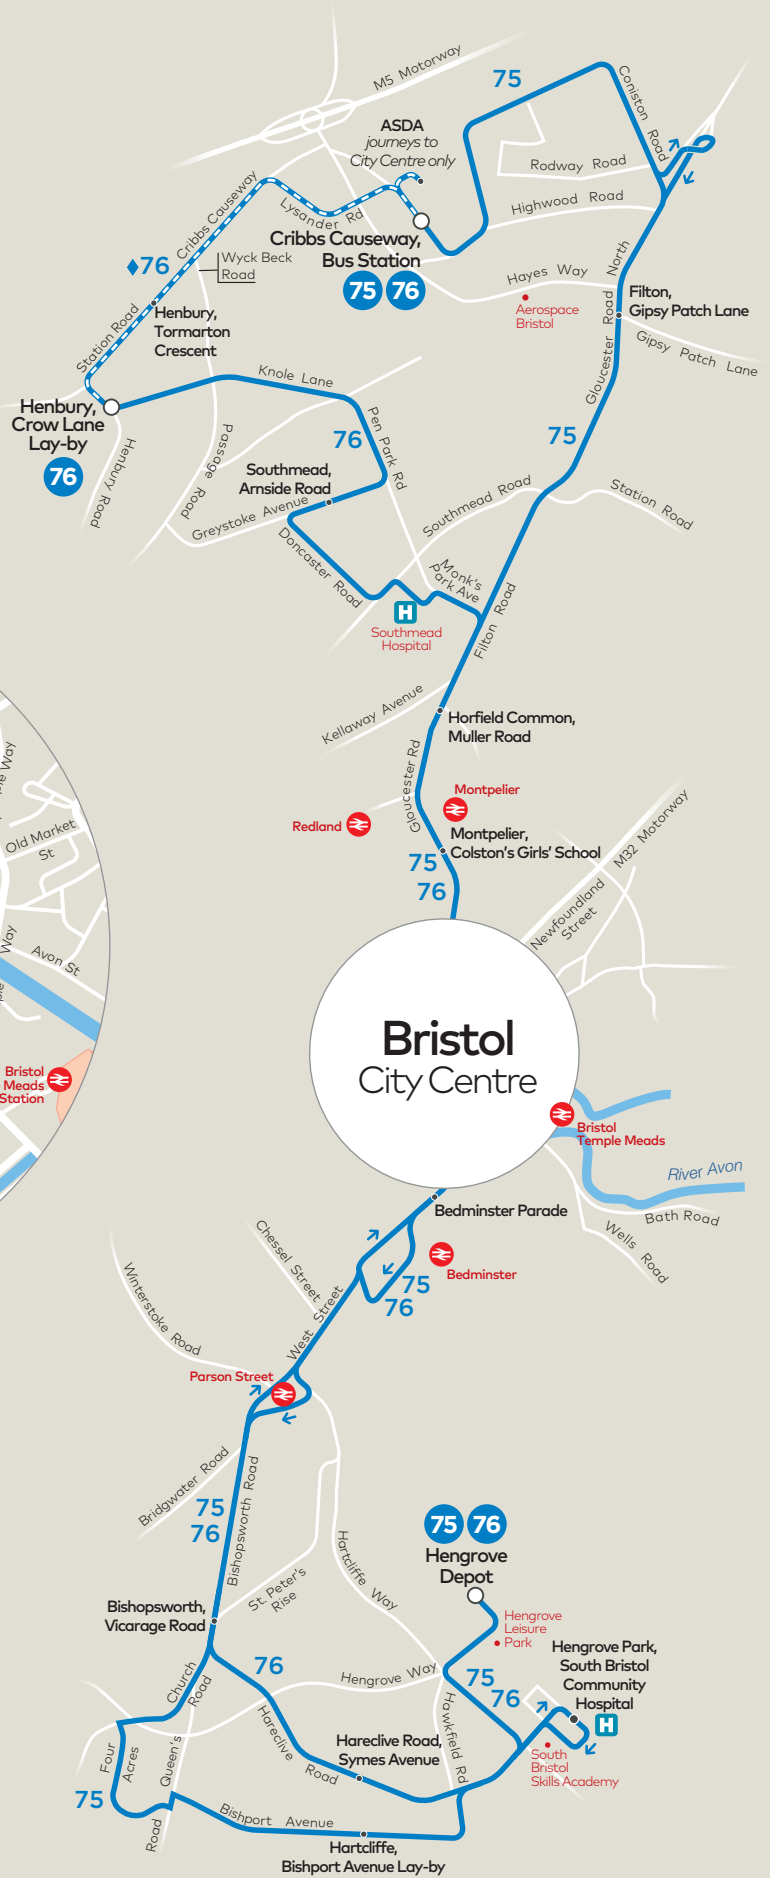 M5 Motorway
75
Coniston Road
ASDA
journeys to
City Centre only
Rodway Road
Highwood Road
Cribbs Causeway
Lysander Rd
Cribbs Causeway,
Bus Station
75 76
♦76
Wyck Beck
Road
North
Hayes Way
Aerospace
Bristol
Filton,
Gipsy Patch Lane
Gipsy Patch Lane
Gloucester Road
Station Road
Henbury,
Tormarton
Crescent
Knole Lane
Henbury,
Crow Lane
Lay-by
76
Henbury Road
Passage Road
76
Pen Park Rd
75
Southmead,
Arnside Road
Greystoke Avenue
Southmead Road
Station Road
Doncaster Road
Monk's
Park Ave
H
Southmead
Hospital
Filton Road
Kellaway Avenue
Horfield Common,
Muller Road
Gloucester Rd
Montpelier
Redland
Montpelier,
Colston's Girls' School
75
76
M32 Motorway
Newfoundland
Street
Way
Old Market
St
Way
Avon St
Bristol
Meads
Station
Bristol
City Centre
Bristol
Temple Meads
River Avon
Bath Road
Wells Road
Bedminster Parade
Bedminster
75
76
Chessel Street
West Street
Winterstoke Road
Parson Street
Bridgwater Road
75
76
Bishopsworth Road
Hartcliffe Way
St. Peter's
Rise
75 76
Hengrove
Depot
Hengrove
Leisure
Park
Bishopsworth,
Vicarage Road
Church
Road
76
Hengrove Way
75
76
Hengrove Park,
South Bristol
Community
Hospital
H
Hawkfield Rd
Hareclive
Road
Hareclive Road,
Symes Avenue
South
Bristol
Skills Academy
Four
Acres
Queen's
Road
75
Bishport Avenue
Hartcliffe,
Bishport Avenue Lay-by